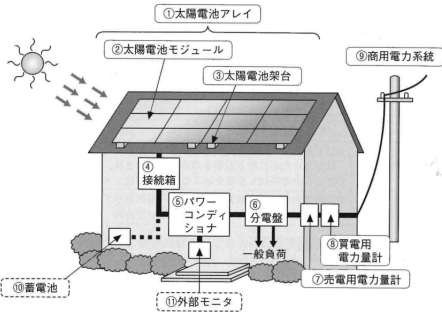 ①太陽電池アレイ
②太陽電池モジュール
⑨商用電力系統
③太陽電池架台
④
接続箱
⑤パワー
コンディ
ショナ
⑥
分電盤
一般負荷
⑧買電用
電力量計
⑦売電用電力量計
⑩蓄電池
⑪外部モニタ